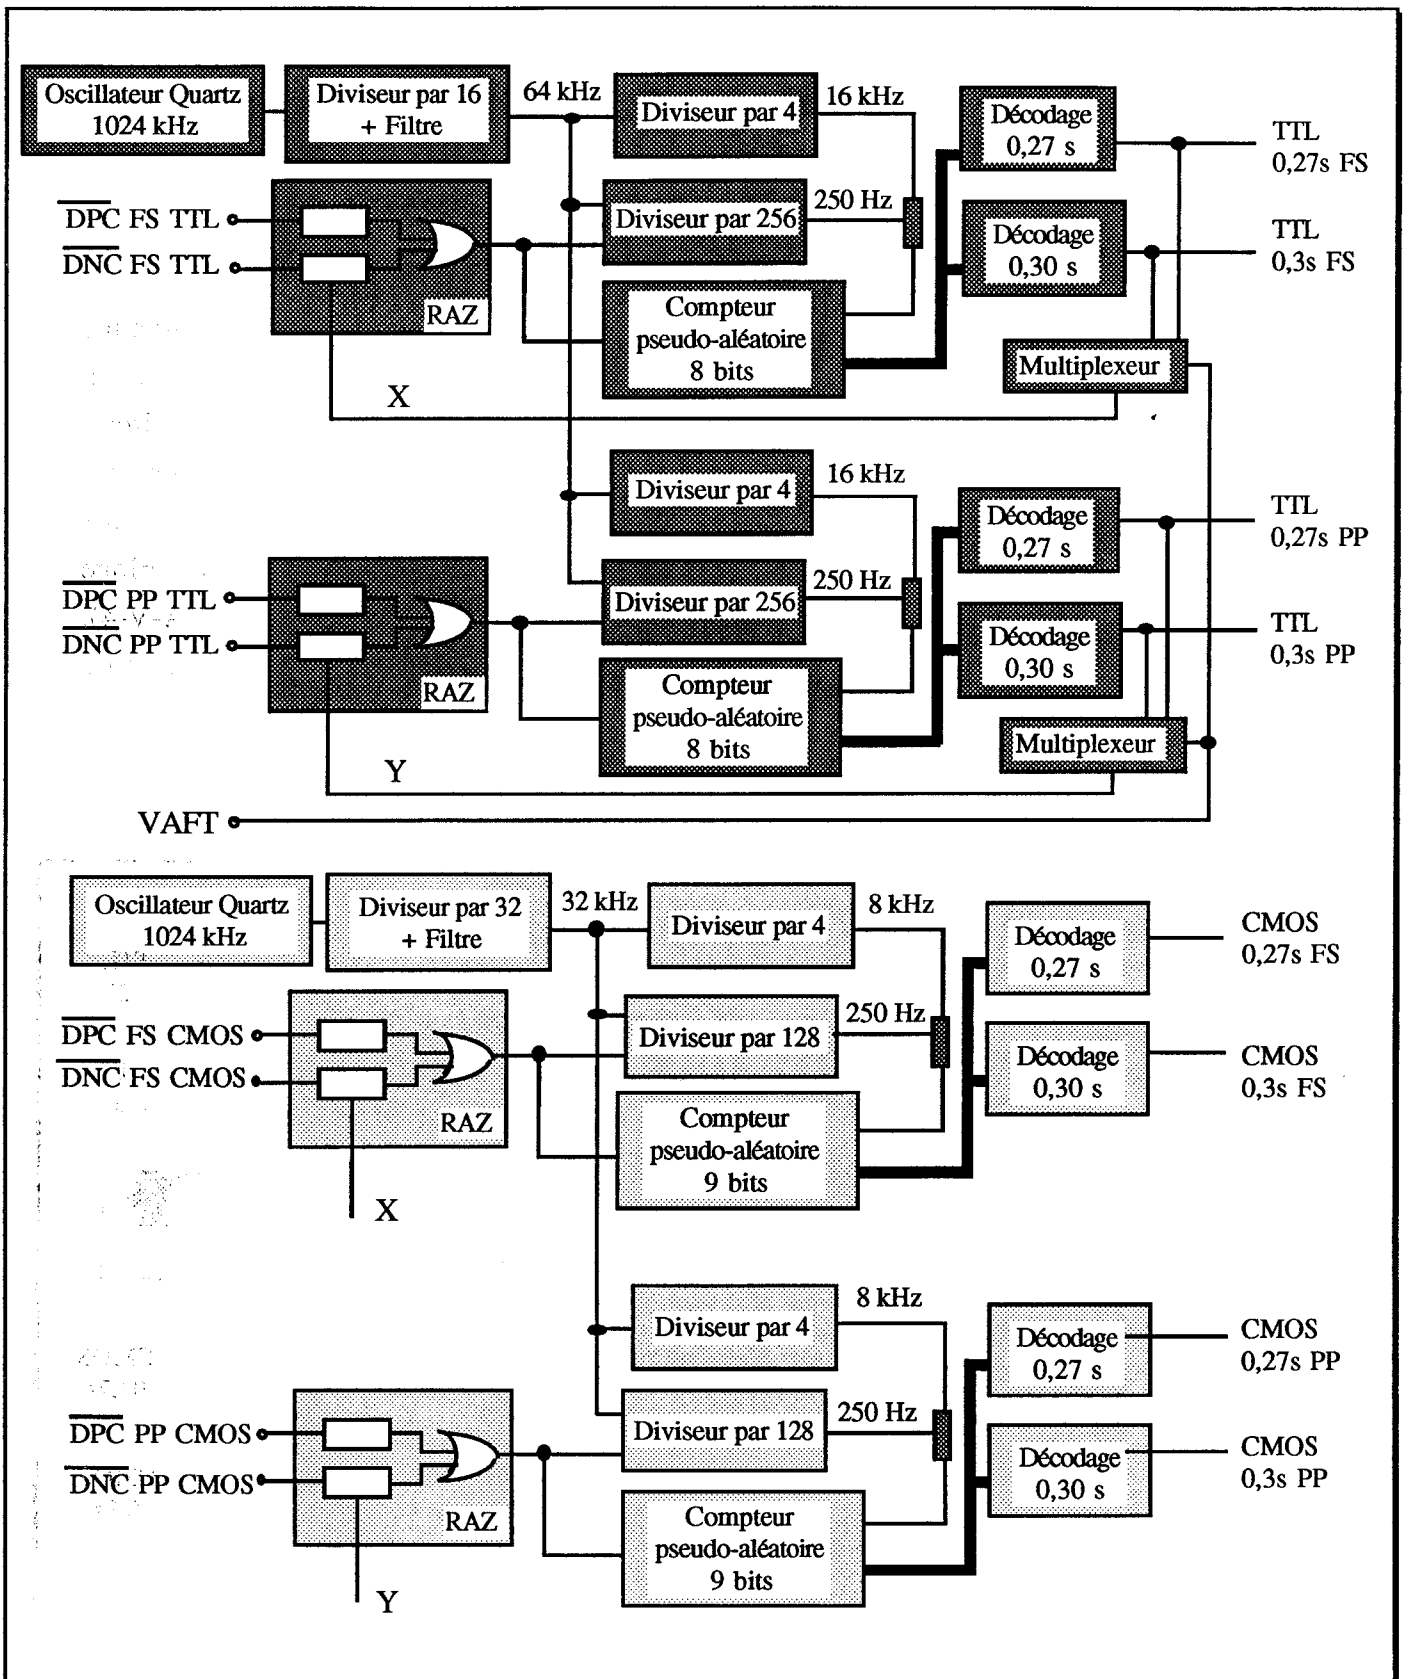 Oscillateur Quartz
1024 kHz
Diviseur par 16
+ Filtre
64 kHz
Diviseur par 4
16 kHz
Décodage
0,27 s
TTL
0,27s FS
DPC FS TTL
DNC FS TTL
RAZ
Diviseur par 256
250 Hz
Décodage
0,30 s
TTL
0,3s FS
Compteur
pseudo-aléatoire
8 bits
Multiplexeur
X
Diviseur par 4
16 kHz
Décodage
0,27 s
TTL
0,27s PP
DPC PP TTL
DNC PP TTL
RAZ
Diviseur par 256
250 Hz
Décodage
0,30 s
TTL
0,3s PP
Compteur
pseudo-aléatoire
8 bits
Multiplexeur
Y
VAFT
Oscillateur Quartz
1024 kHz
Diviseur par 32
+ Filtre
32 kHz
Diviseur par 4
8 kHz
Décodage
0,27 s
CMOS
0,27s FS
DPC FS CMOS
DNC FS CMOS
RAZ
Diviseur par 128
250 Hz
Décodage
0,30 s
CMOS
0,3s FS
Compteur
pseudo-aléatoire
9 bits
X
Diviseur par 4
8 kHz
Décodage
0,27 s
CMOS
0,27s PP
DPC PP CMOS
DNC PP CMOS
RAZ
Diviseur par 128
250 Hz
Décodage
0,30 s
CMOS
0,3s PP
Compteur
pseudo-aléatoire
9 bits
Y